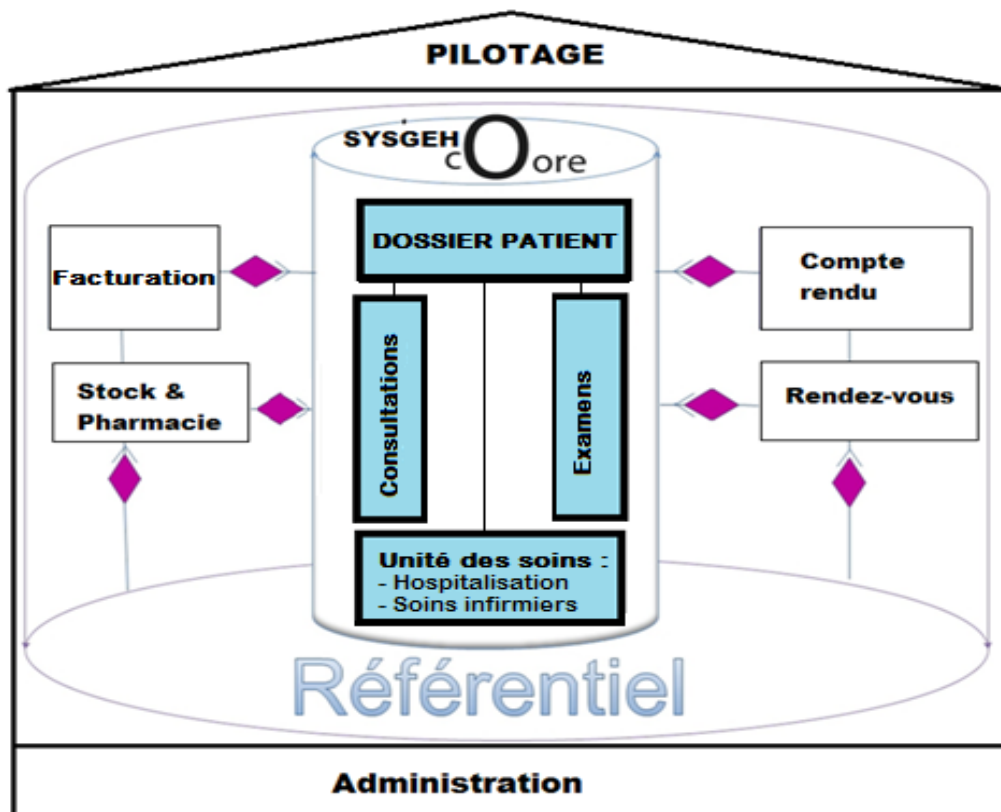 PILOTAGE
SYSGEH
cOore
DOSSIER PATIENT
Facturation
Compte
rendu
Consultations
Examens
Stock &
Pharmacie
Rendez-vous
Unité des soins :
- Hospitalisation
- Soins infirmiers
Référentiel
Administration